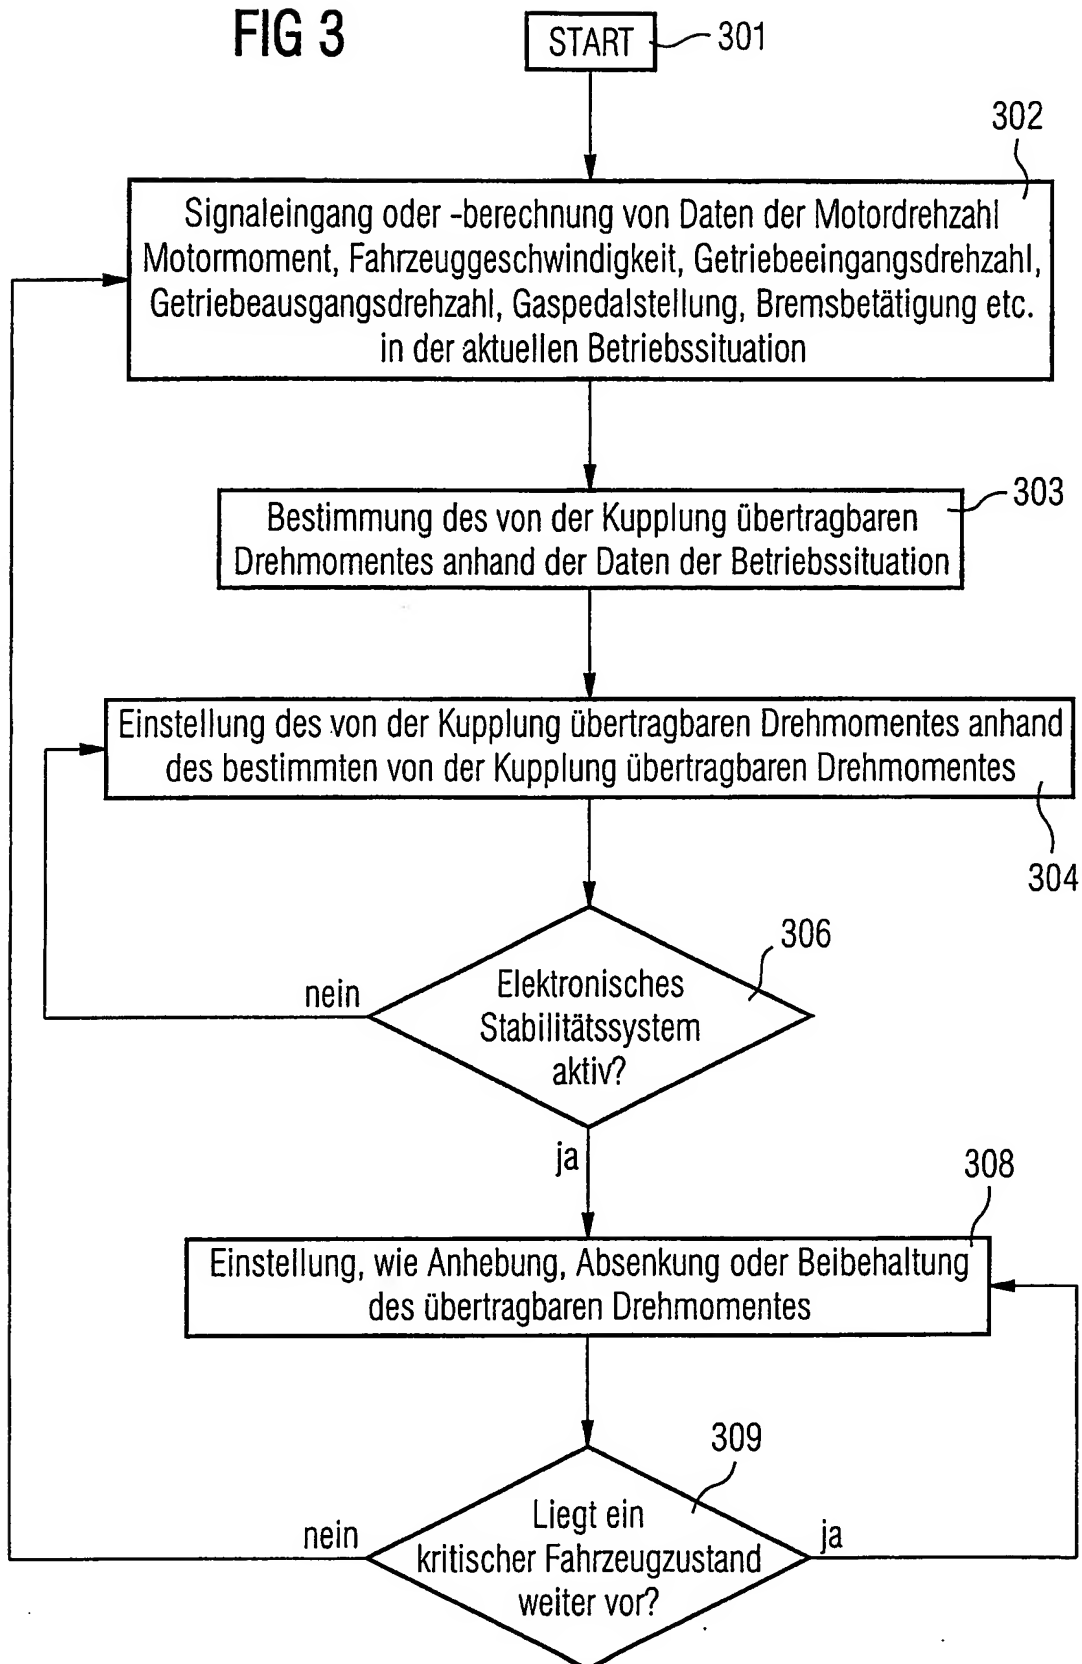 FIG 3
START
301
302
Signaleingang oder -berechnung von Daten der Motordrehzahl
Motormoment, Fahrzeuggeschwindigkeit, Getriebeeingangsdrehzahl,
Getriebeausgangsdrehzahl, Gaspedalstellung, Bremsbetätigung etc.
in der aktuellen Betriebssituation
303
Bestimmung des von der Kupplung übertragbaren
Drehmomentes anhand der Daten der Betriebssituation
Einstellung des von der Kupplung übertragbaren Drehmomentes anhand
des bestimmten von der Kupplung übertragbaren Drehmomentes
304
306
Elektronisches
Stabilitätssystem
aktiv?
nein
ja
308
Einstellung, wie Anhebung, Absenkung oder Beibehaltung
des übertragbaren Drehmomentes
309
Liegt ein
kritischer Fahrzeugzustand
weiter vor?
nein
ja